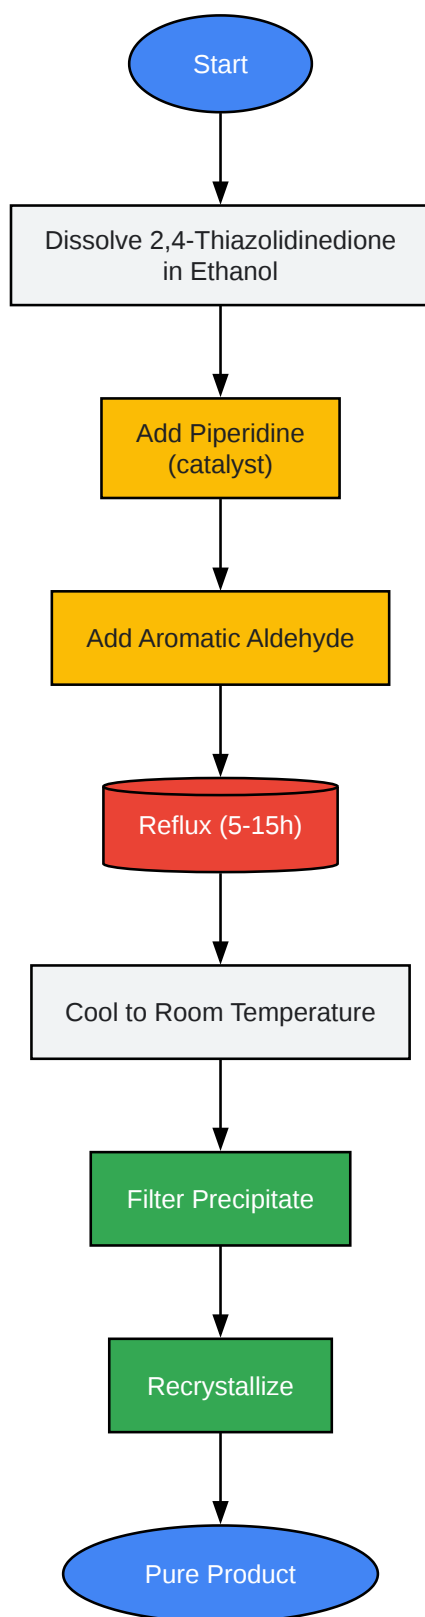 Start
Dissolve 2,4-Thiazolidinedione
in Ethanol
Add Piperidine
(catalyst)
Add Aromatic Aldehyde
Reflux (5-15h)
Cool to Room Temperature
Filter Precipitate
Recrystallize
Pure Product